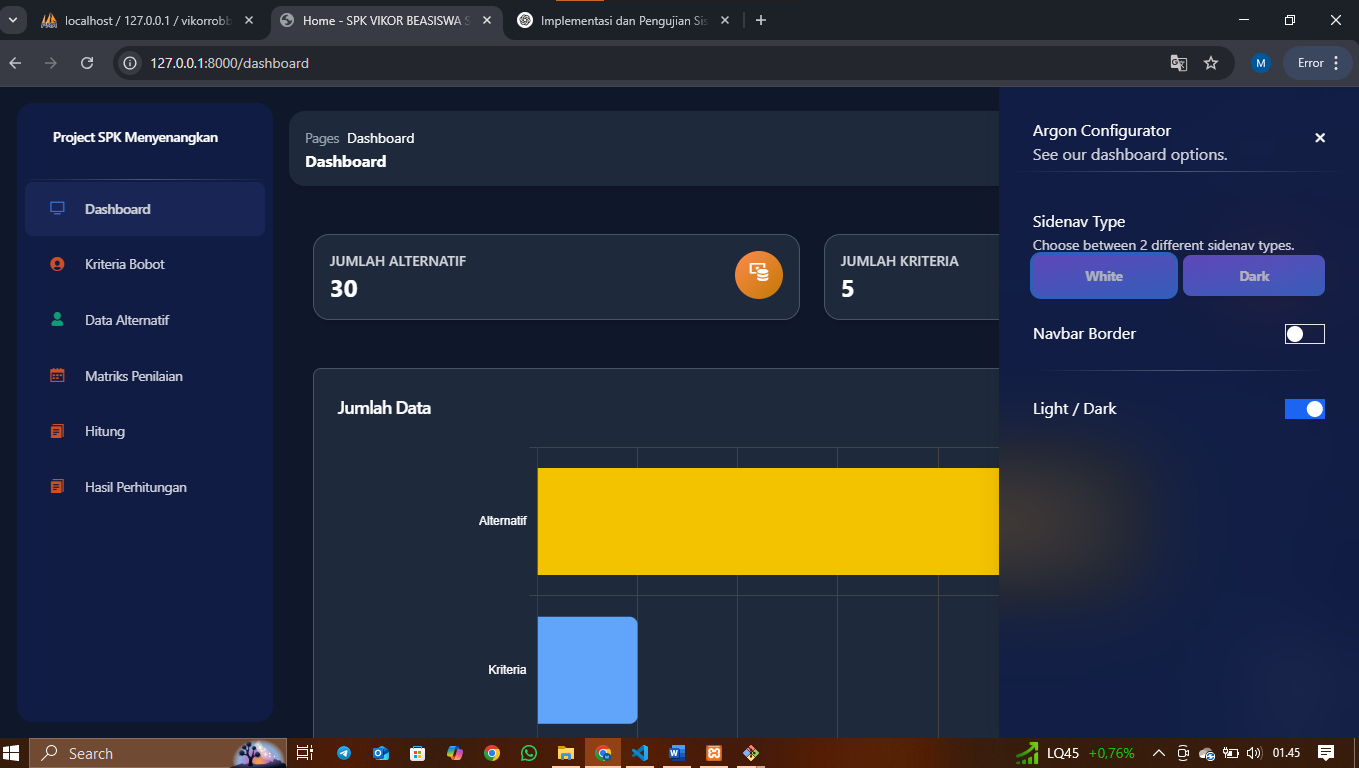 localhost / 127.0.0.1 / vikorrobb
Home - SPK VIKOR BEASISWA S
Implementasi dan Pengujian Sis
127.0.0.1:8000/dashboard
M
Error
Project SPK Menyenangkan
Dashboard
Kriteria Bobot
Data Alternatif
Matriks Penilaian
Hitung
Hasil Perhitungan
Pages Dashboard
Dashboard
JUMLAH ALTERNATIF
30
JUMLAH KRITERIA
5
Jumlah Data
Alternatif
Kriteria
Argon Configurator
See our dashboard options.
Sidenav Type
Choose between 2 different sidenav types.
White
Dark
Navbar Border
Light / Dark
Search
LQ45 +0,76%
01.45